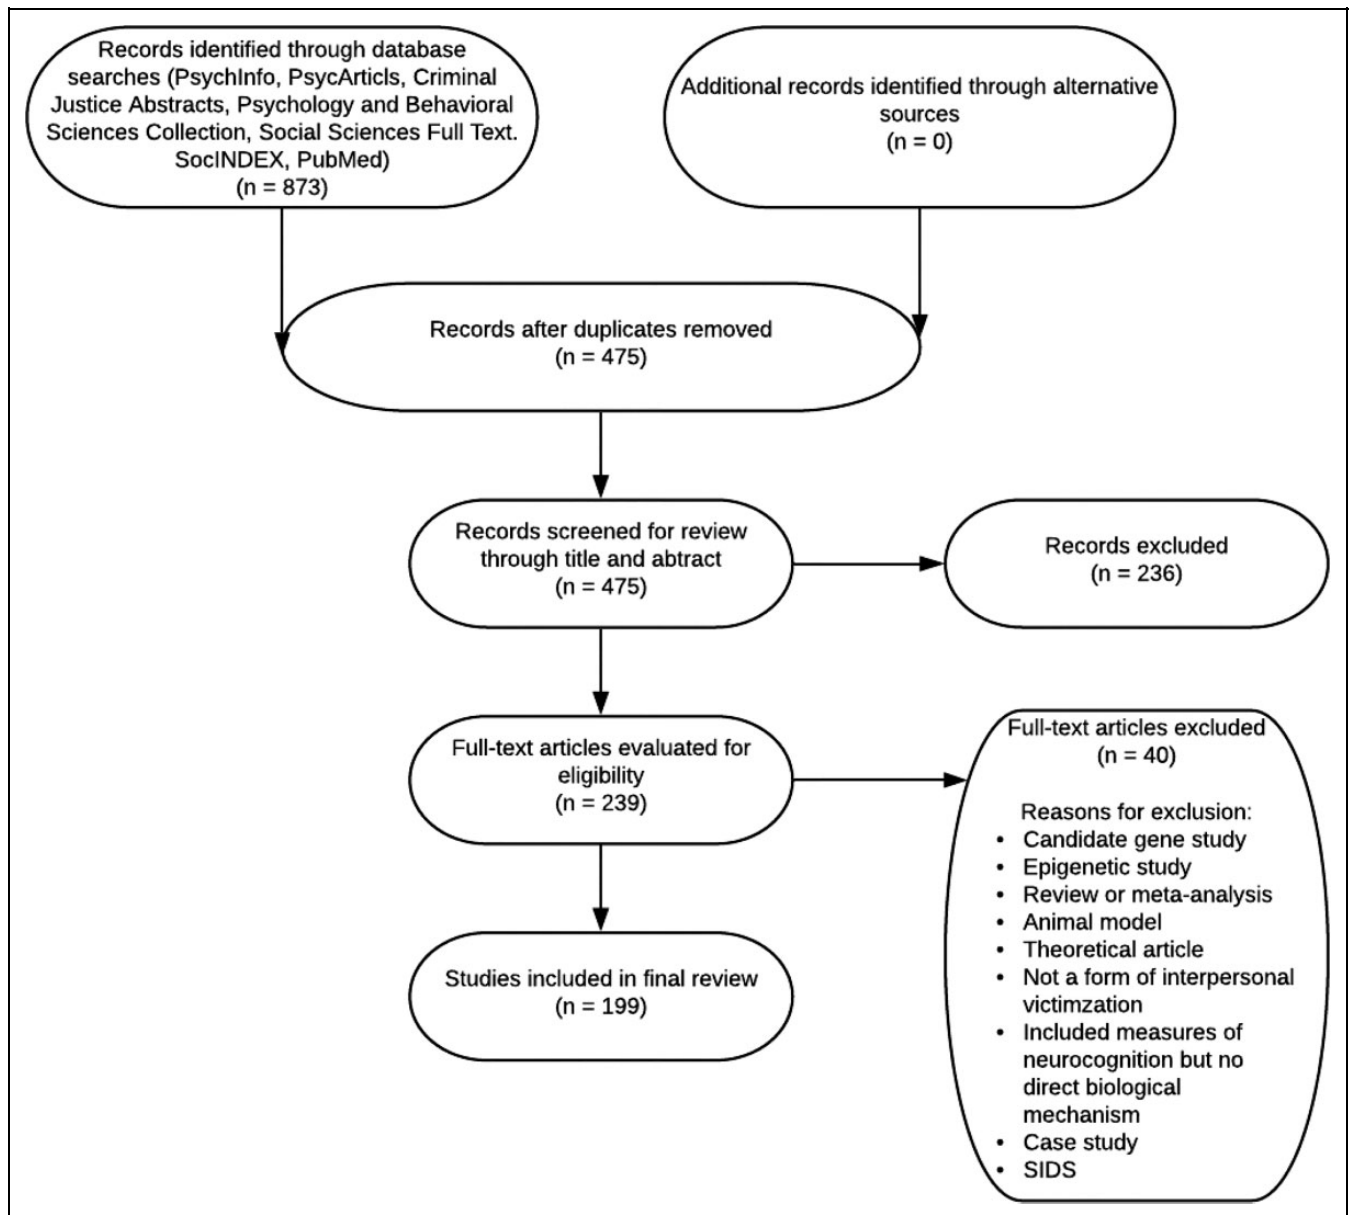 Records identified through database
searches (PsychInfo, PsycArticls, Criminal
Justice Abstracts, Psychology and Behavioral
Sciences Collection, Social Sciences Full Text.
SocINDEX, PubMed)
(n = 873)
Additional records identified through alternative
sources
(n = 0)
Records after duplicates removed
(n = 475)
Records screened for review
through title and abtract
(n = 475)
Records excluded
(n = 236)
Full-text articles evaluated for
eligibility
(n = 239)
Full-text articles excluded
(n = 40)
Reasons for exclusion:
• Candidate gene study
• Epigenetic study
• Review or meta-analysis
• Animal model
• Theoretical article
• Not a form of interpersonal
victimzation
• Included measures of
neurocognition but no
direct biological
mechanism
• Case study
• SIDS
Studies included in final review
(n = 199)